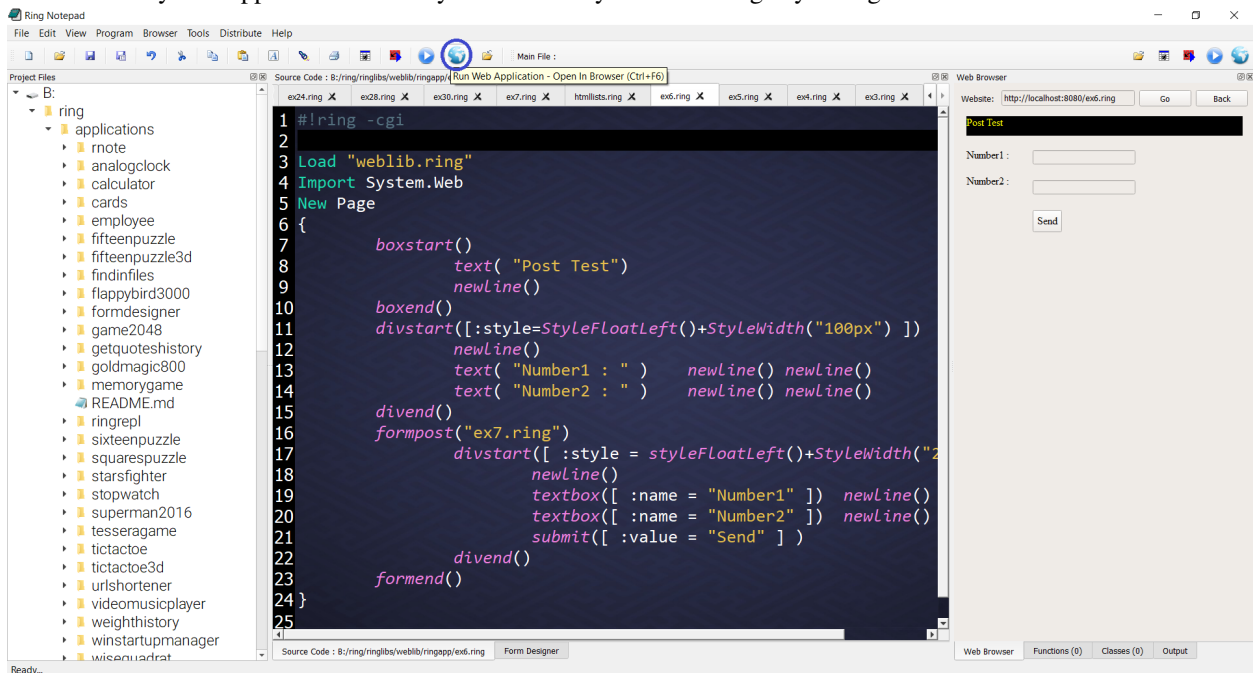 Ring Notepad
File Edit View Program Browser Tools Distribute Help
Main File :
Project Files
B:
ring
applications
rnote
analogclock
calculator
cards
employee
fifteenpuzzle
fifteenpuzzle3d
findinfiles
flappybird3000
formdesigner
game2048
getquoteshistory
goldmagic800
memorygame
README.md
ringrepl
sixteenpuzzle
squarespuzzle
starsfighter
stopwatch
superman2016
tesseragame
tictactoe
tictactoe3d
urlshortener
videomusicplayer
weighthistory
winstartupmanager
wisequadrat
Source Code : B:/ring/ringlibs/weblib/ringapp/
Run Web Application - Open In Browser (Ctrl+F6)
ex24.ring ex28.ring ex30.ring ex7.ring htmllists.ring ex6.ring ex5.ring ex4.ring ex3.ring
1 #!ring -cgi
2
3 Load "weblib.ring"
4 Import System.Web
5 New Page
6 {
7 boxstart()
8 text( "Post Test")
9 newline()
10 boxend()
11 divstart([:style=StyleFloatLeft()+StyleWidth("100px") ])
12 newline()
13 text( "Number1 : " ) newline() newline()
14 text( "Number2 : " ) newline() newline()
15 divend()
16 formpost("ex7.ring")
17 divstart([ :style = styleFloatLeft()+StyleWidth("2
18 newline()
19 textbox([ :name = "Number1" ]) newline()
20 textbox([ :name = "Number2" ]) newline()
21 submit([ :value = "Send" ] )
22 divend()
23 formend()
24 }
25
Source Code : B:/ring/ringlibs/weblib/ringapp/ex6.ring Form Designer
Web Browser
Website: http://localhost:8080/ex6.ring Go Back
Post Test
Number1 :
Number2 :
Send
Web Browser Functions (0) Classes (0) Output
Ready...